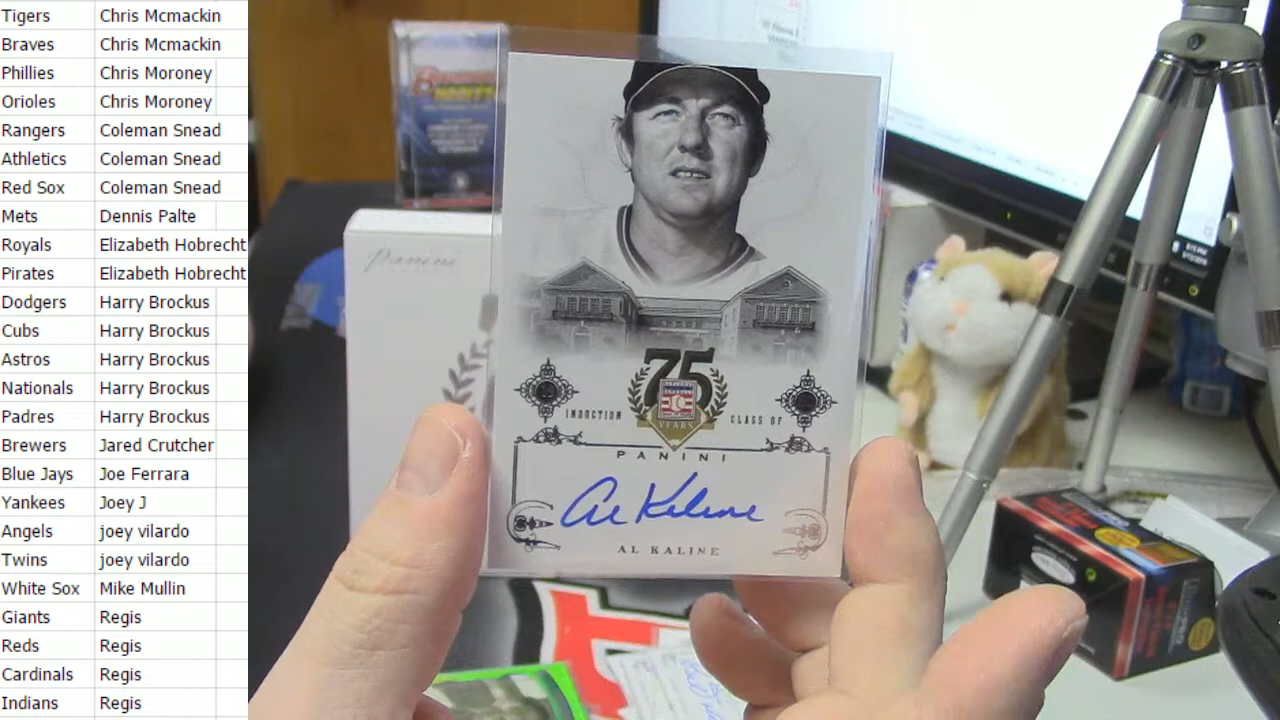 Tigers Chris Mcmackin
Braves Chris Mcmackin
Phillies Chris Moroney
Orioles Chris Moroney
Rangers Coleman Snead
Athletics Coleman Snead
Red Sox Coleman Snead
Mets Dennis Palte
Royals Elizabeth Hobrecht
Pirates Elizabeth Hobrecht
Dodgers Harry Brockus
Cubs Harry Brockus
Astros Harry Brockus
Nationals Harry Brockus
Padres Harry Brockus
Brewers Jared Crutcher
Blue Jays Joe Ferrara
Yankees Joey J
Angels joey vilardo
Twins joey vilardo
White Sox Mike Mullin
Giants Regis
Reds Regis
Cardinals Regis
Indians Regis
Panini
75
YEARS
INDUCTION CLASS OF
PANINI
Al Kaline
AL KALINE